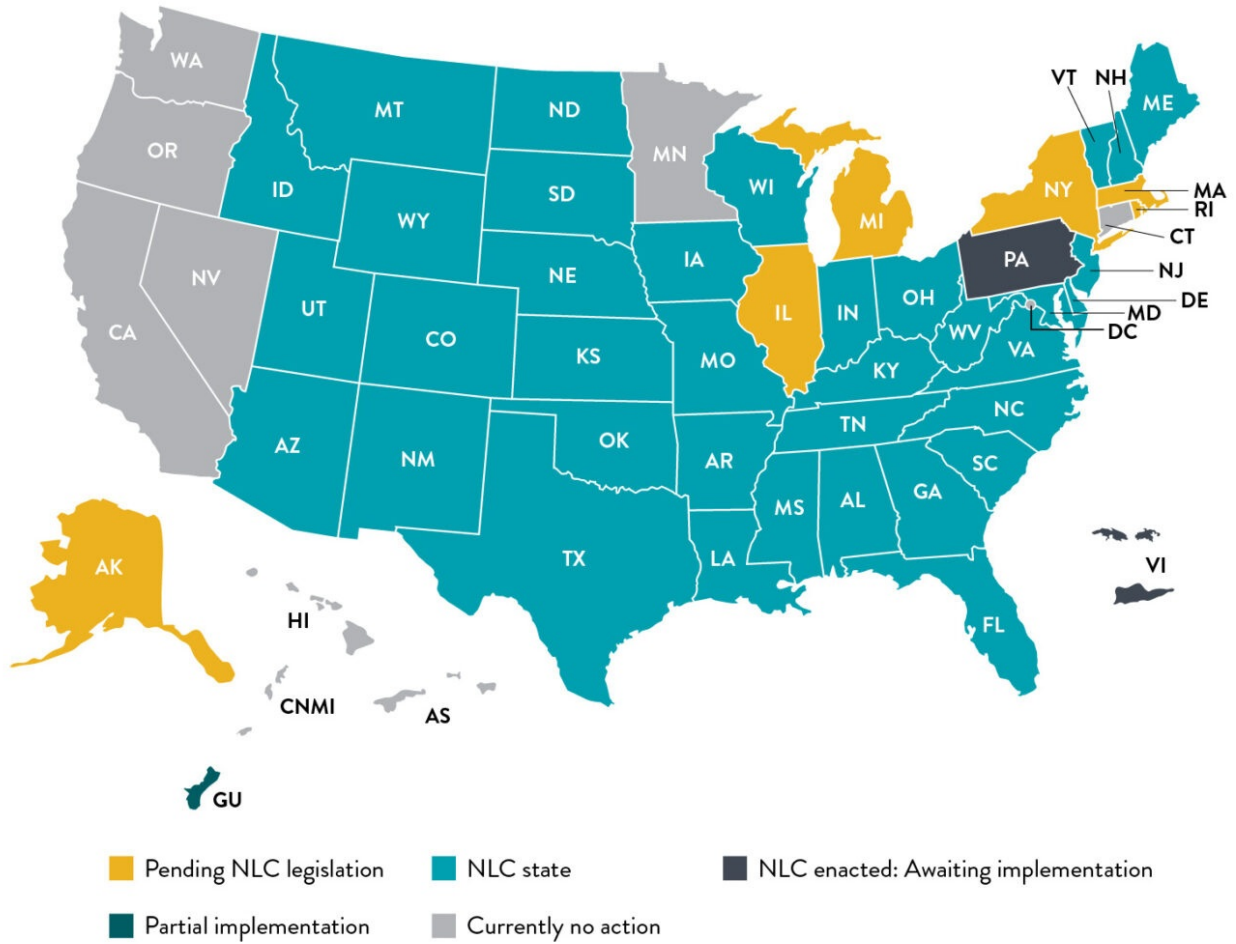 WA
MT
ND
MN
VT NH
ME
OR
ID
SD
WI
NY
MA
WY
MI
RI
CT
NV
NE
IA
PA
NJ
CA
UT
CO
IL
IN
OH
DE
MD
WV
DC
KS
MO
KY
VA
AZ
NM
OK
AR
TN
NC
SC
MS
AL
GA
TX
LA
AK
VI
HI
FL
CNMI
AS
GU
Pending NLC legislation
NLC state
NLC enacted: Awaiting implementation
Partial implementation
Currently no action